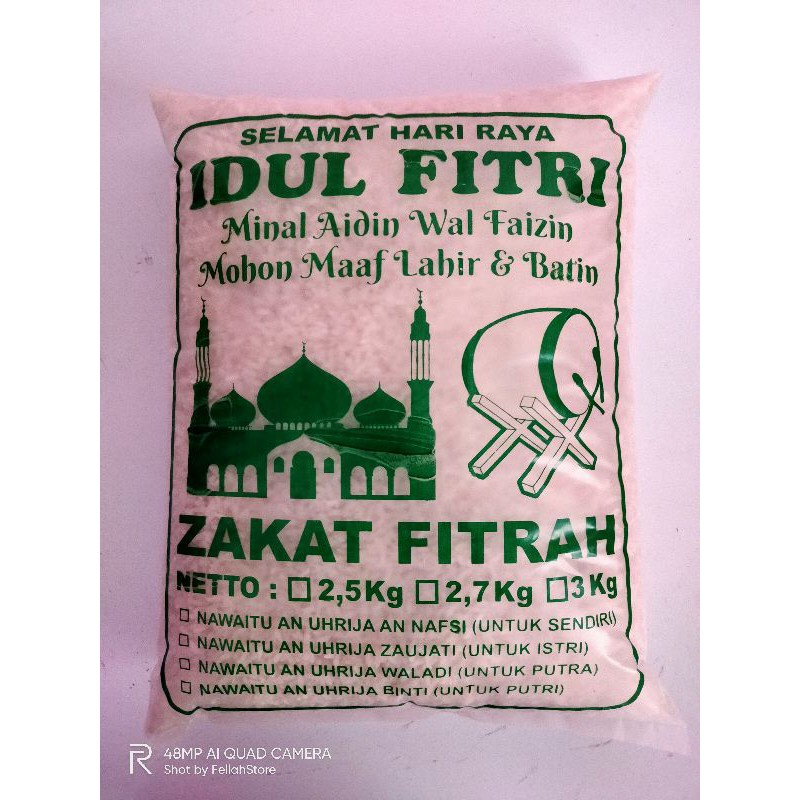 SELAMAT HARI RAYA
IDUL FITRI
Minal Aidin Wal Faizin
Mohon Maaf Lahir & Batin
ZAKAT FITRAH
NETTO : ☐ 2,5Kg ☐ 2,7Kg ☐ 3Kg
☐ NAWAITU AN UHRIJA AN NAFSI (UNTUK SENDIRI)
☐ NAWAITU AN UHRIJA ZAUJATI (UNTUK ISTRI)
☐ NAWAITU AN UHRIJA WALADI (UNTUK PUTRA)
☐ NAWAITU AN UHRIJA BINTI (UNTUK PUTRI)
R 48MP AI QUAD CAMERA
Shot by FellahStore